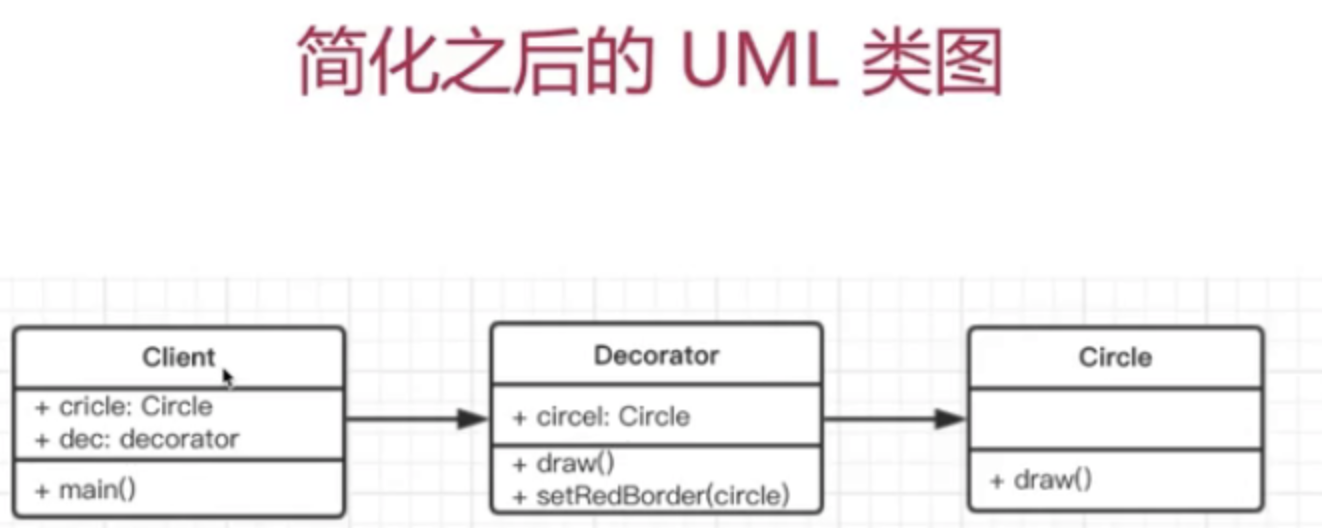 简化之后的 UML 类图
Client
+ cricle: Circle
+ dec: decorator
+ main()
Decorator
+ circel: Circle
+ draw()
+ setRedBorder(circle)
Circle
+ draw()